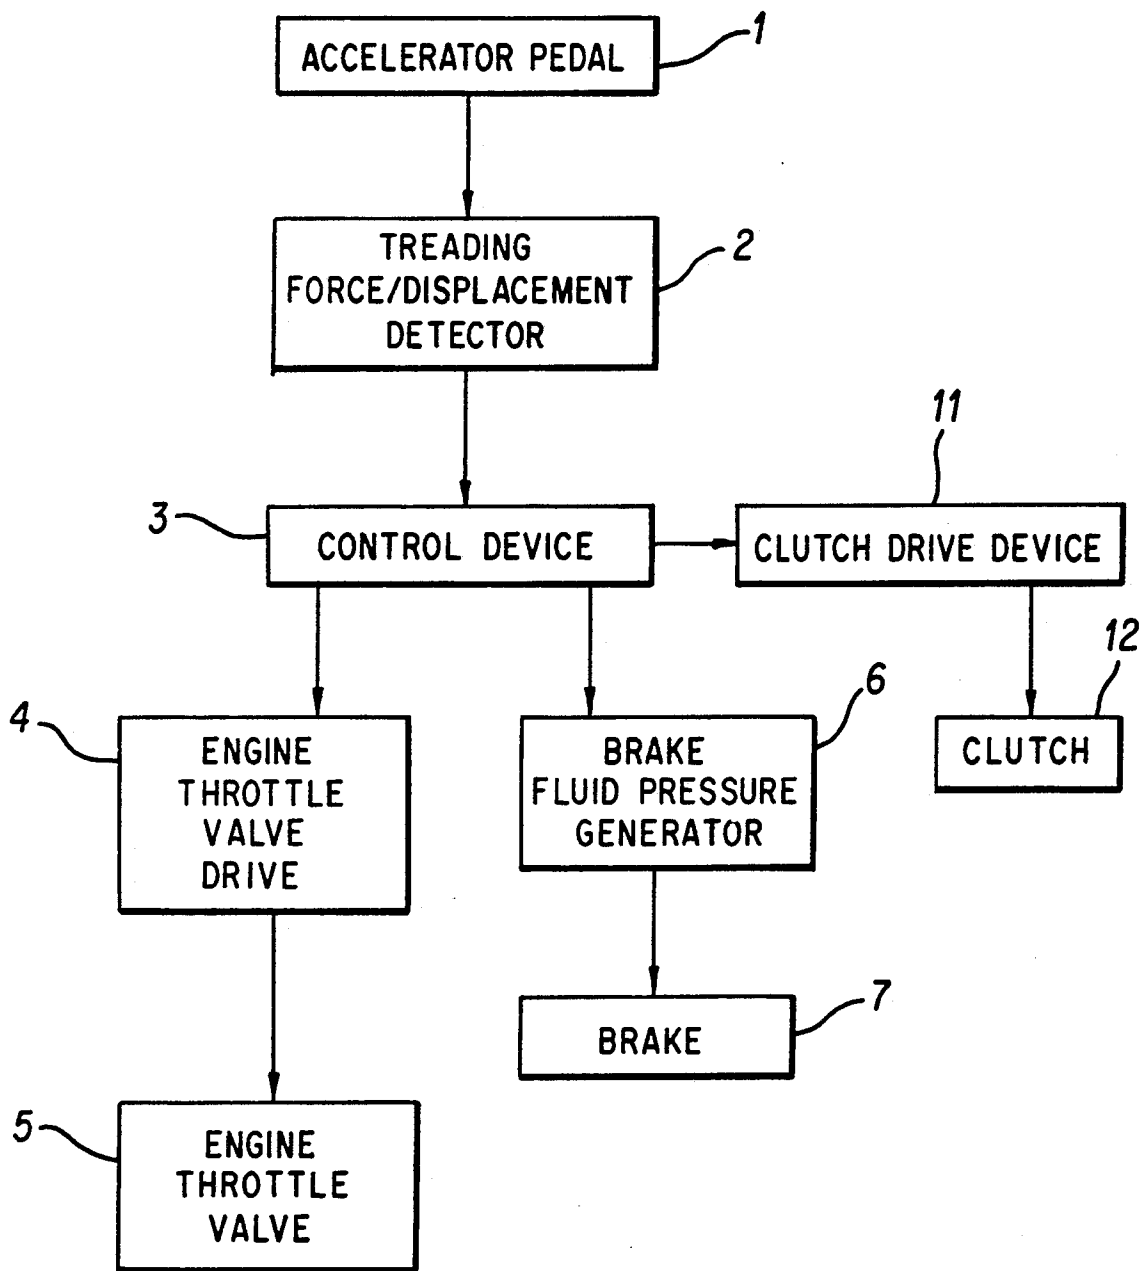 1
ACCELERATOR PEDAL
2
TREADING
FORCE/DISPLACEMENT
DETECTOR
11
3
CONTROL DEVICE
CLUTCH DRIVE DEVICE
12
4
ENGINE
THROTTLE
VALVE
DRIVE
6
BRAKE
FLUID PRESSURE
GENERATOR
CLUTCH
7
BRAKE
5
ENGINE
THROTTLE
VALVE